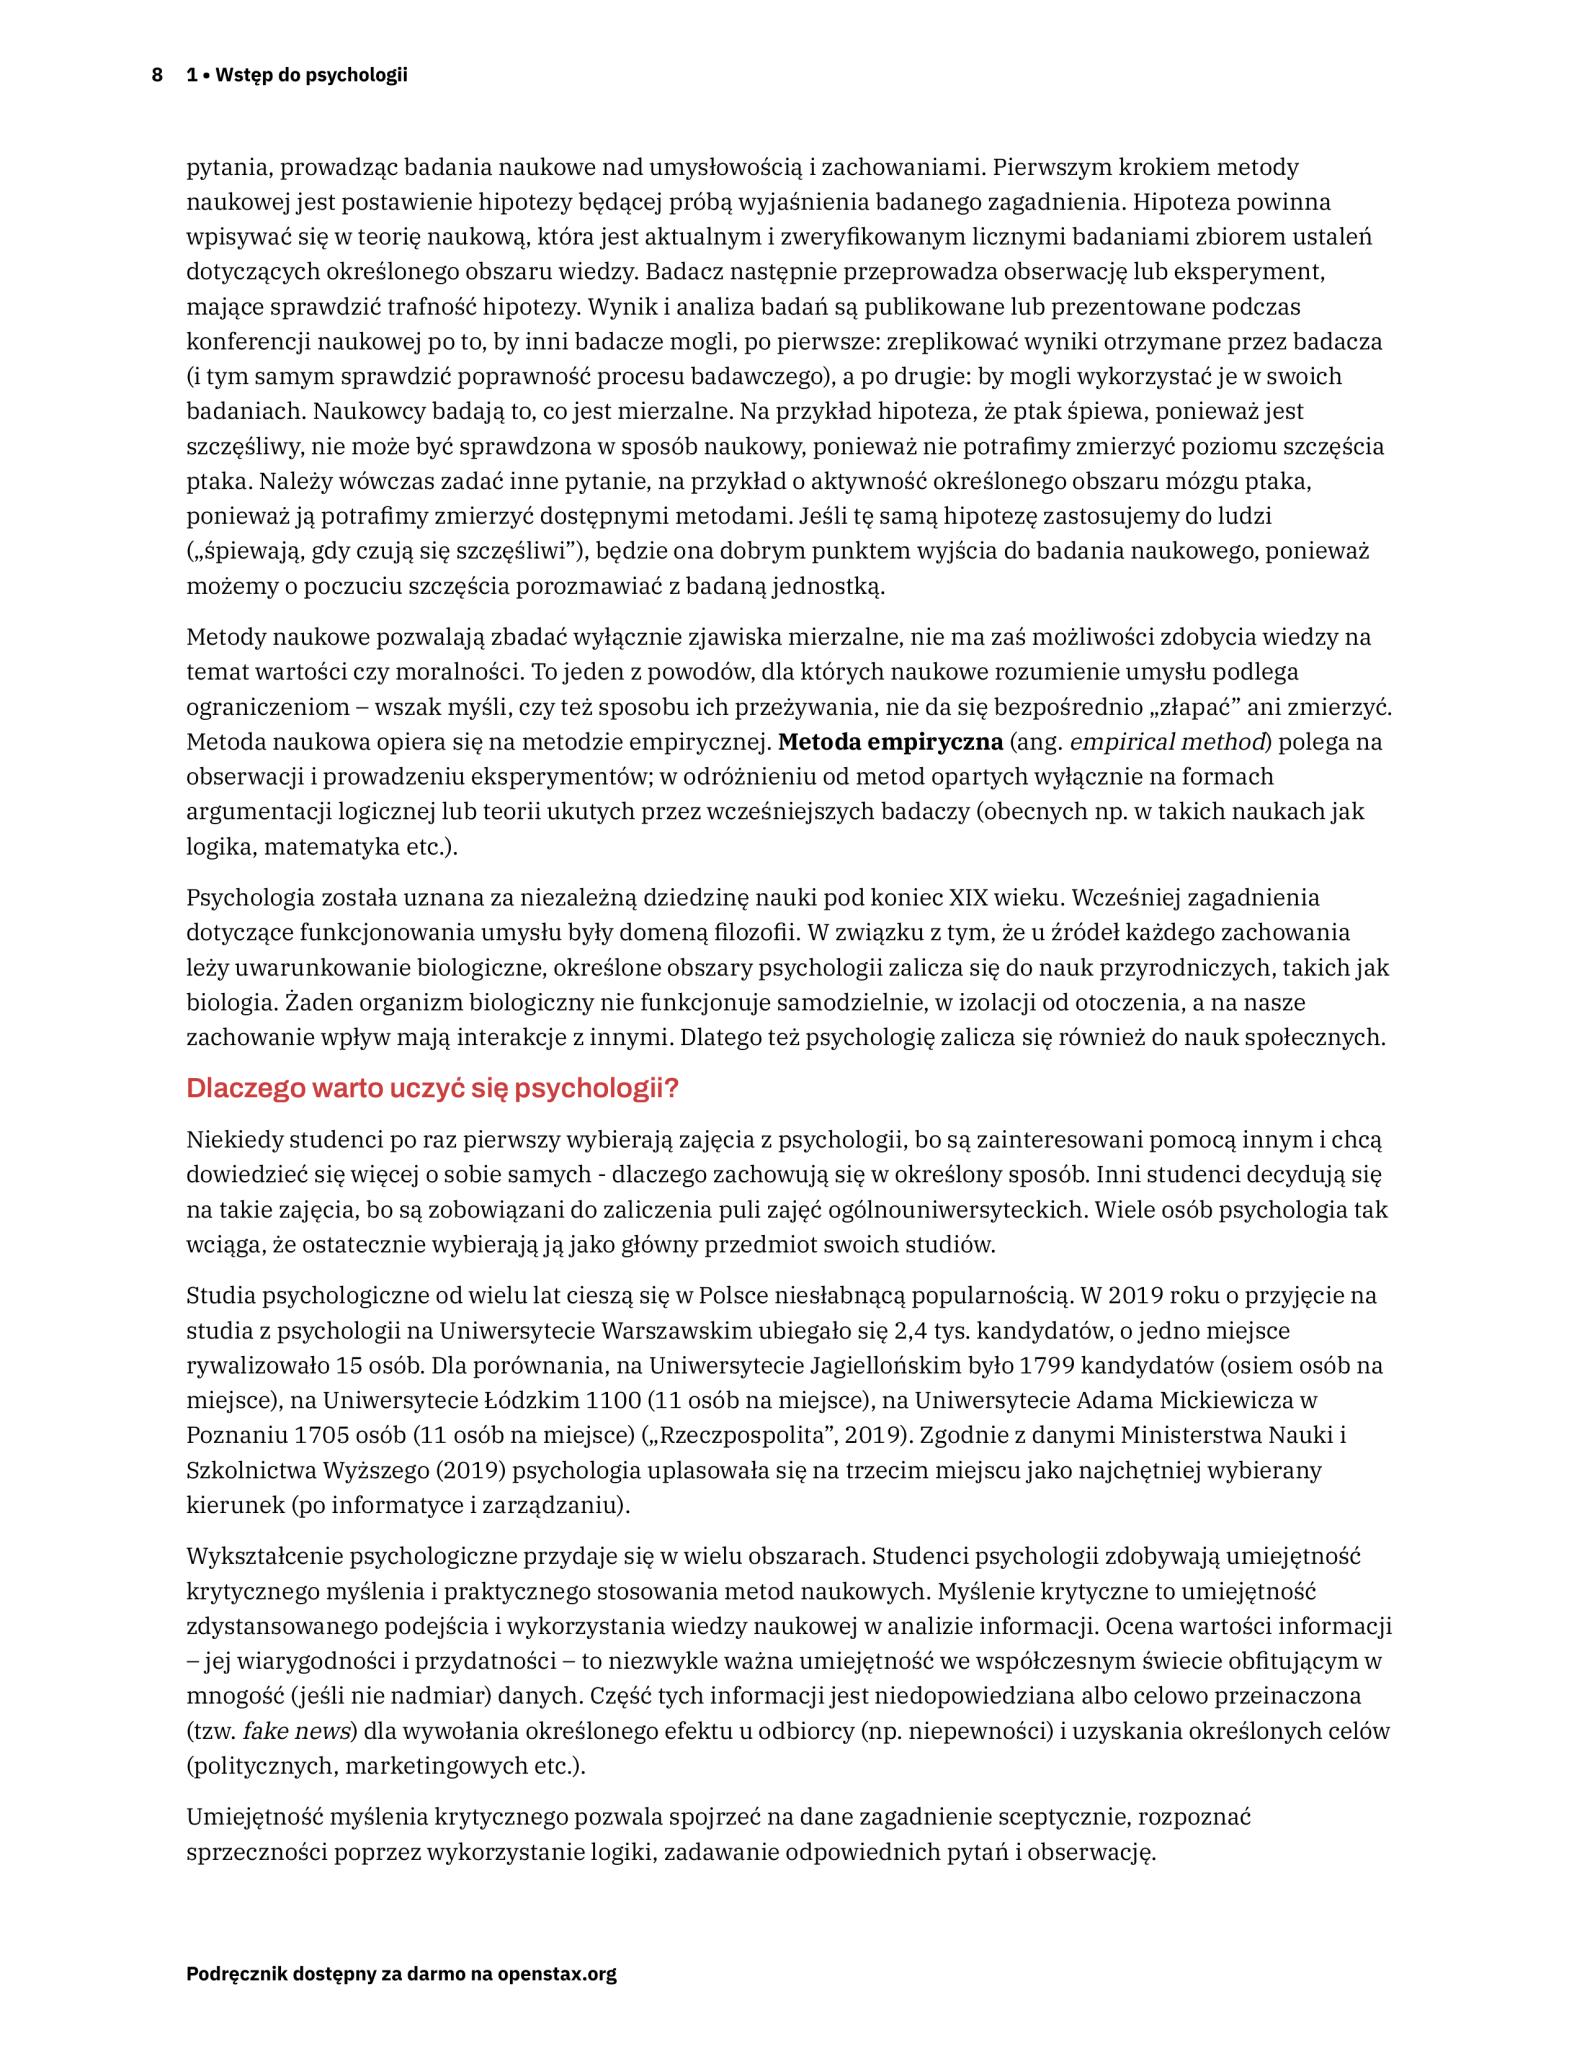 8 1 • Wstęp do psychologii
pytania, prowadząc badania naukowe nad umysłowością i zachowaniami. Pierwszym krokiem metody
naukowej jest postawienie hipotezy będącej próbą wyjaśnienia badanego zagadnienia. Hipoteza powinna
wpisywać się w teorię naukową, która jest aktualnym i zweryfikowanym licznymi badaniami zbiorem ustaleń
dotyczących określonego obszaru wiedzy. Badacz następnie przeprowadza obserwację lub eksperyment,
mające sprawdzić trafność hipotezy. Wynik i analiza badań są publikowane lub prezentowane podczas
konferencji naukowej po to, by inni badacze mogli, po pierwsze: zreplikować wyniki otrzymane przez badacza
(i tym samym sprawdzić poprawność procesu badawczego), a po drugie: by mogli wykorzystać je w swoich
badaniach. Naukowcy badają to, co jest mierzalne. Na przykład hipoteza, że ptak śpiewa, ponieważ jest
szczęśliwy, nie może być sprawdzona w sposób naukowy, ponieważ nie potrafimy zmierzyć poziomu szczęścia
ptaka. Należy wówczas zadać inne pytanie, na przykład o aktywność określonego obszaru mózgu ptaka,
ponieważ ją potrafimy zmierzyć dostępnymi metodami. Jeśli tę samą hipotezę zastosujemy do ludzi
(„śpiewają, gdy czują się szczęśliwi”), będzie ona dobrym punktem wyjścia do badania naukowego, ponieważ
możemy o poczuciu szczęścia porozmawiać z badaną jednostką.
Metody naukowe pozwalają zbadać wyłącznie zjawiska mierzalne, nie ma zaś możliwości zdobycia wiedzy na
temat wartości czy moralności. To jeden z powodów, dla których naukowe rozumienie umysłu podlega
ograniczeniom – wszak myśli, czy też sposobu ich przeżywania, nie da się bezpośrednio „złapać” ani zmierzyć.
Metoda naukowa opiera się na metodzie empirycznej. Metoda empiryczna (ang. empirical method) polega na
obserwacji i prowadzeniu eksperymentów; w odróżnieniu od metod opartych wyłącznie na formach
argumentacji logicznej lub teorii ukutych przez wcześniejszych badaczy (obecnych np. w takich naukach jak
logika, matematyka etc.).
Psychologia została uznana za niezależną dziedzinę nauki pod koniec XIX wieku. Wcześniej zagadnienia
dotyczące funkcjonowania umysłu były domeną filozofii. W związku z tym, że u źródeł każdego zachowania
leży uwarunkowanie biologiczne, określone obszary psychologii zalicza się do nauk przyrodniczych, takich jak
biologia. Żaden organizm biologiczny nie funkcjonuje samodzielnie, w izolacji od otoczenia, a na nasze
zachowanie wpływ mają interakcje z innymi. Dlatego też psychologię zalicza się również do nauk społecznych.
Dlaczego warto uczyć się psychologii?
Niekiedy studenci po raz pierwszy wybierają zajęcia z psychologii, bo są zainteresowani pomocą innym i chcą
dowiedzieć się więcej o sobie samych - dlaczego zachowują się w określony sposób. Inni studenci decydują się
na takie zajęcia, bo są zobowiązani do zaliczenia puli zajęć ogólnouniwersyteckich. Wiele osób psychologia tak
wciąga, że ostatecznie wybierają ją jako główny przedmiot swoich studiów.
Studia psychologiczne od wielu lat cieszą się w Polsce niesłabnącą popularnością. W 2019 roku o przyjęcie na
studia z psychologii na Uniwersytecie Warszawskim ubiegało się 2,4 tys. kandydatów, o jedno miejsce
rywalizowało 15 osób. Dla porównania, na Uniwersytecie Jagiellońskim było 1799 kandydatów (osiem osób na
miejsce), na Uniwersytecie Łódzkim 1100 (11 osób na miejsce), na Uniwersytecie Adama Mickiewicza w
Poznaniu 1705 osób (11 osób na miejsce) („Rzeczpospolita”, 2019). Zgodnie z danymi Ministerstwa Nauki i
Szkolnictwa Wyższego (2019) psychologia uplasowała się na trzecim miejscu jako najchętniej wybierany
kierunek (po informatyce i zarządzaniu).
Wykształcenie psychologiczne przydaje się w wielu obszarach. Studenci psychologii zdobywają umiejętność
krytycznego myślenia i praktycznego stosowania metod naukowych. Myślenie krytyczne to umiejętność
zdystansowanego podejścia i wykorzystania wiedzy naukowej w analizie informacji. Ocena wartości informacji
– jej wiarygodności i przydatności – to niezwykle ważna umiejętność we współczesnym świecie obfitującym w
mnogość (jeśli nie nadmiar) danych. Część tych informacji jest niedopowiedziana albo celowo przeinaczona
(tzw. fake news) dla wywołania określonego efektu u odbiorcy (np. niepewności) i uzyskania określonych celów
(politycznych, marketingowych etc.).
Umiejętność myślenia krytycznego pozwala spojrzeć na dane zagadnienie sceptycznie, rozpoznać
sprzeczności poprzez wykorzystanie logiki, zadawanie odpowiednich pytań i obserwację.
Podręcznik dostępny za darmo na openstax.org